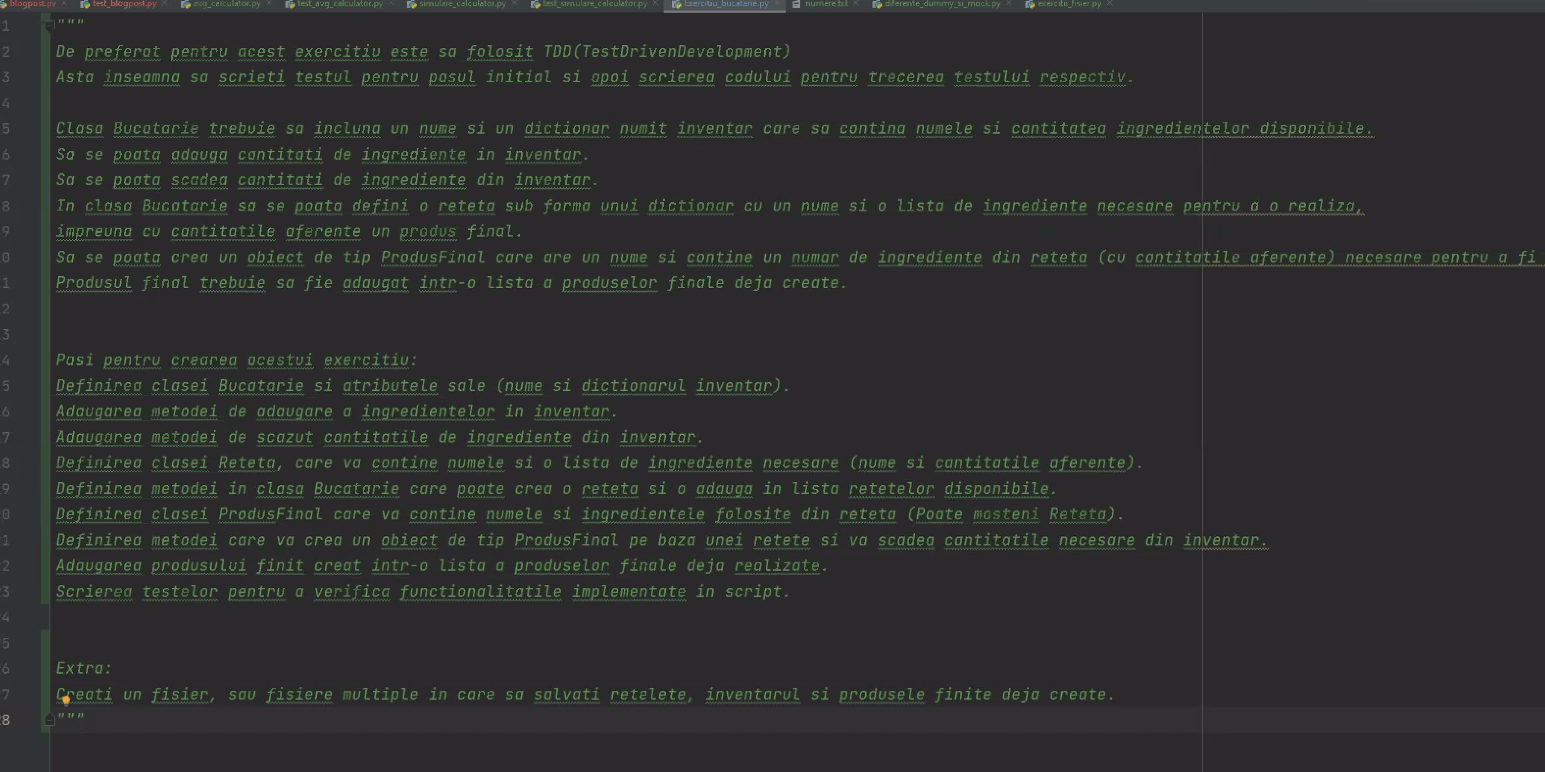 blogpost.py test_blogpost.py avg_calculator.py test_avg_calculator.py simulare_calculator.py test_simulare_calculator.py Exercitiu_bucatarie.py numere.txt diferente_dummy_si_mock.py exercitii_fisier.py
1 """
2 De preferat pentru acest exercitiu este sa folosit TDD(TestDrivenDevelopment)
3 Asta inseamna sa scrieti testul pentru pasul initial si apoi scrierea codului pentru trecerea testului respectiv.
4
5 Clasa Bucatarie trebuie sa incluna un nume si un dictionar numit inventar care sa contina numele si cantitatea ingredientelor disponibile.
6 Sa se poata adauga cantitati de ingrediente in inventar.
7 Sa se poata scadea cantitati de ingrediente din inventar.
8 In clasa Bucatarie sa se poata defini o reteta sub forma unui dictionar cu un nume si o lista de ingrediente necesare pentru a o realiza,
9 impreuna cu cantitatile aferente un produs final.
0 Sa se poata crea un obiect de tip ProdusFinal care are un nume si contine un numar de ingrediente din reteta (cu cantitatile aferente) necesare pentru a fi
1 Produsul final trebuie sa fie adaugat intr-o lista a produselor finale deja create.
2
3
4 Pasi pentru crearea acestui exercitiu:
5 Definirea clasei Bucatarie si atributele sale (nume si dictionarul inventar).
6 Adaugarea metodei de adaugare a ingredientelor in inventar.
7 Adaugarea metodei de scazut cantitatile de ingrediente din inventar.
8 Definirea clasei Reteta, care va contine numele si o lista de ingrediente necesare (nume si cantitatile aferente).
9 Definirea metodei in clasa Bucatarie care poate crea o reteta si o adauga in lista retetelor disponibile.
0 Definirea clasei ProdusFinal care va contine numele si ingredientele folosite din reteta (Poate mosteni Reteta).
1 Definirea metodei care va crea un obiect de tip ProdusFinal pe baza unei retete si va scadea cantitatile necesare din inventar.
2 Adaugarea produsului finit creat intr-o lista a produselor finale deja realizate.
3 Scrierea testelor pentru a verifica functionalitatile implementate in script.
4
5
6 Extra:
7 Creati un fisier, sau fisiere multiple in care sa salvati retelete, inventarul si produsele finite deja create.
8 """